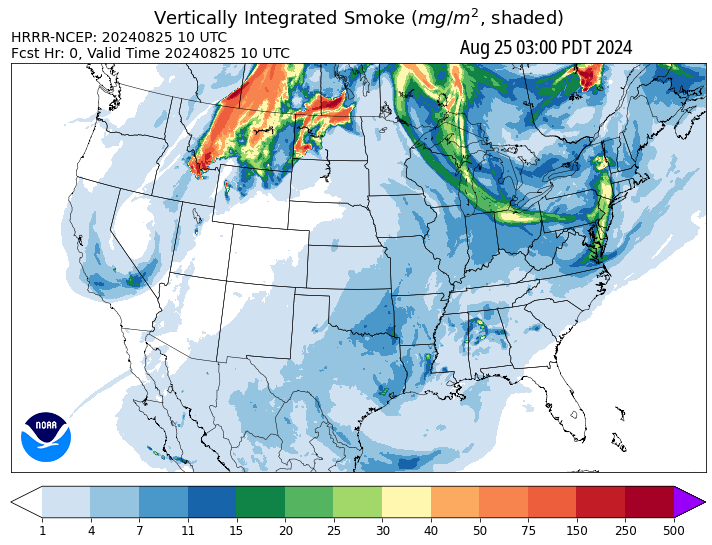 Vertically Integrated Smoke (mg/m², shaded)
HRRR-NCEP: 20240825 10 UTC
Fcst Hr: 0, Valid Time 20240825 10 UTC
Aug 25 03:00 PDT 2024
NOAA
1 4 7 11 15 20 25 30 40 50 75 150 250 500